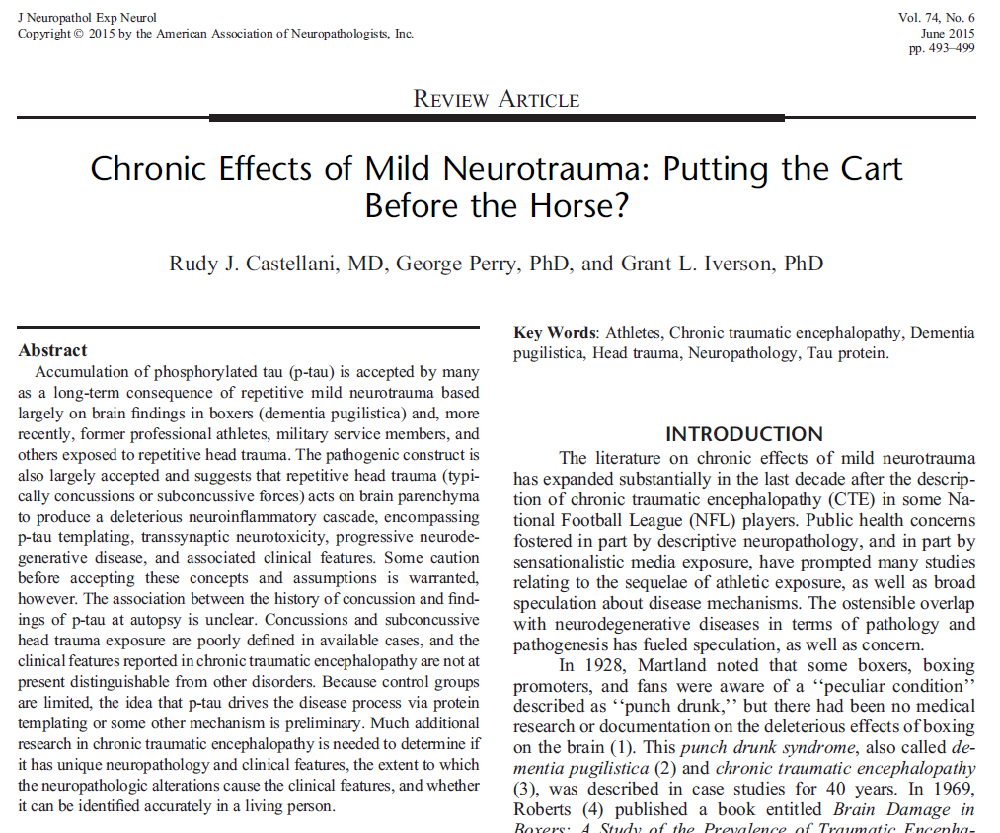 J Neuropathol Exp Neurol
Copyright © 2015 by the American Association of Neuropathologists, Inc.
Vol. 74, No. 6
June 2015
pp. 493–499
REVIEW ARTICLE
Chronic Effects of Mild Neurotrauma: Putting the Cart
Before the Horse?
Rudy J. Castellani, MD, George Perry, PhD, and Grant L. Iverson, PhD
Abstract
Accumulation of phosphorylated tau (p-tau) is accepted by many
as a long-term consequence of repetitive mild neurotrauma based
largely on brain findings in boxers (dementia pugilistica) and, more
recently, former professional athletes, military service members, and
others exposed to repetitive head trauma. The pathogenic construct is
also largely accepted and suggests that repetitive head trauma (typi-
cally concussions or subconcussive forces) acts on brain parenchyma
to produce a deleterious neuroinflammatory cascade, encompassing
p-tau templating, transsynaptic neurotoxicity, progressive neurode-
generative disease, and associated clinical features. Some caution
before accepting these concepts and assumptions is warranted,
however. The association between the history of concussion and find-
ings of p-tau at autopsy is unclear. Concussions and subconcussive
head trauma exposure are poorly defined in available cases, and the
clinical features reported in chronic traumatic encephalopathy are not at
present distinguishable from other disorders. Because control groups
are limited, the idea that p-tau drives the disease process via protein
templating or some other mechanism is preliminary. Much additional
research in chronic traumatic encephalopathy is needed to determine if
it has unique neuropathology and clinical features, the extent to which
the neuropathologic alterations cause the clinical features, and whether
it can be identified accurately in a living person.
Key Words: Athletes, Chronic traumatic encephalopathy, Dementia
pugilistica, Head trauma, Neuropathology, Tau protein.
INTRODUCTION
The literature on chronic effects of mild neurotrauma
has expanded substantially in the last decade after the descrip-
tion of chronic traumatic encephalopathy (CTE) in some Na-
tional Football League (NFL) players. Public health concerns
fostered in part by descriptive neuropathology, and in part by
sensationalistic media exposure, have prompted many studies
relating to the sequelae of athletic exposure, as well as broad
speculation about disease mechanisms. The ostensible overlap
with neurodegenerative diseases in terms of pathology and
pathogenesis has fueled speculation, as well as concern.
In 1928, Martland noted that some boxers, boxing
promoters, and fans were aware of a ‘‘peculiar condition’’
described as ‘‘punch drunk,’’ but there had been no medical
research or documentation on the deleterious effects of boxing
on the brain (1). This punch drunk syndrome, also called de-
mentia pugilistica (2) and chronic traumatic encephalopathy
(3), was described in case studies for 40 years. In 1969,
Roberts (4) published a book entitled Brain Damage in
Boxers: A Study of the Prevalence of Traumatic Encepha-